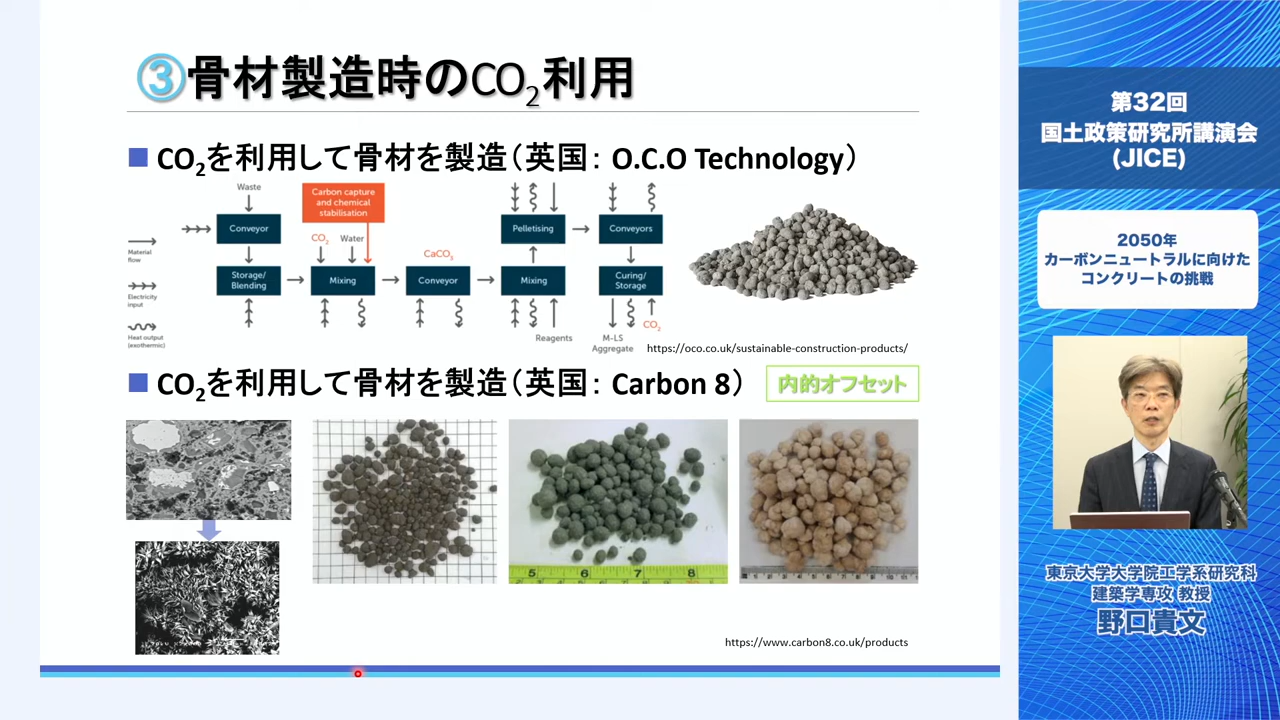 ③骨材製造時のCO₂利用
■ CO₂を利用して骨材を製造（英国：O.C.O Technology）
Waste
Carbon capture
and chemical
stabilisation
Conveyor
Pelletising
Conveyors
CO₂
Water
CaCO₃
Material
flow
Storage/
Blending
Mixing
Conveyor
Mixing
Curing/
Storage
Electricity
input
Heat output
(exothermic)
Reagents
M-LS
Aggregate
CO₂
https://oco.co.uk/sustainable-construction-products/
■ CO₂を利用して骨材を製造（英国：Carbon 8）
内的オフセット
5 6 7 8
https://www.carbon8.co.uk/products
第32回
国土政策研究所講演会
(JICE)
2050年
カーボンニュートラルに向けた
コンクリートの挑戦
東京大学大学院工学系研究科
建築学専攻 教授
野口貴文